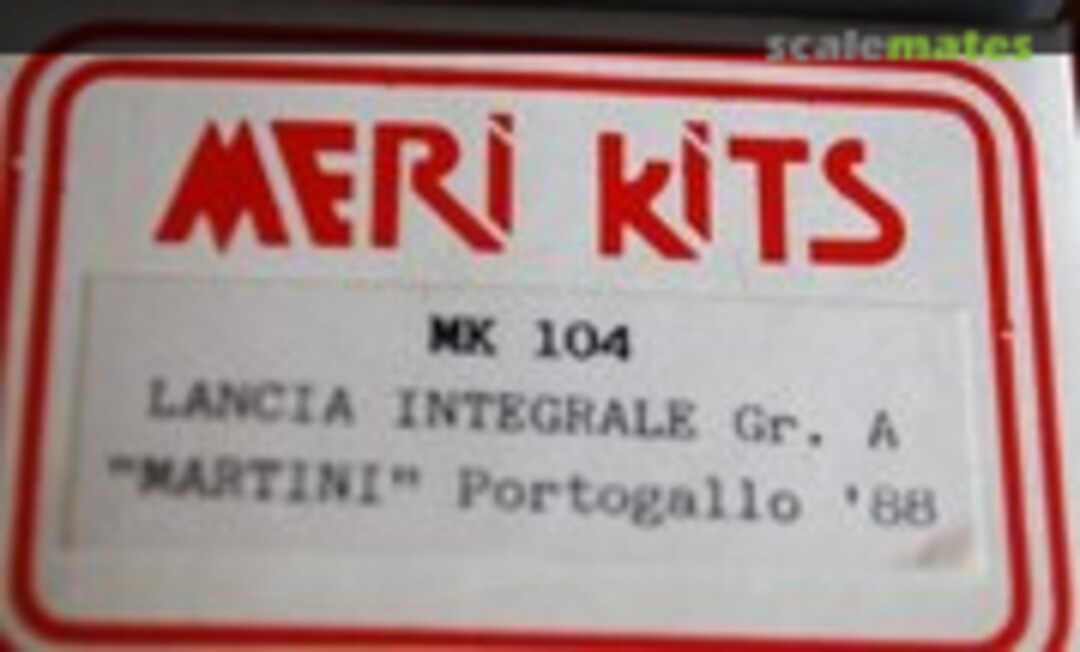 scalemates
MERi KiTS
MK 104
LANCIA INTEGRALE Gr. A
"MARTINI" Portogallo '88